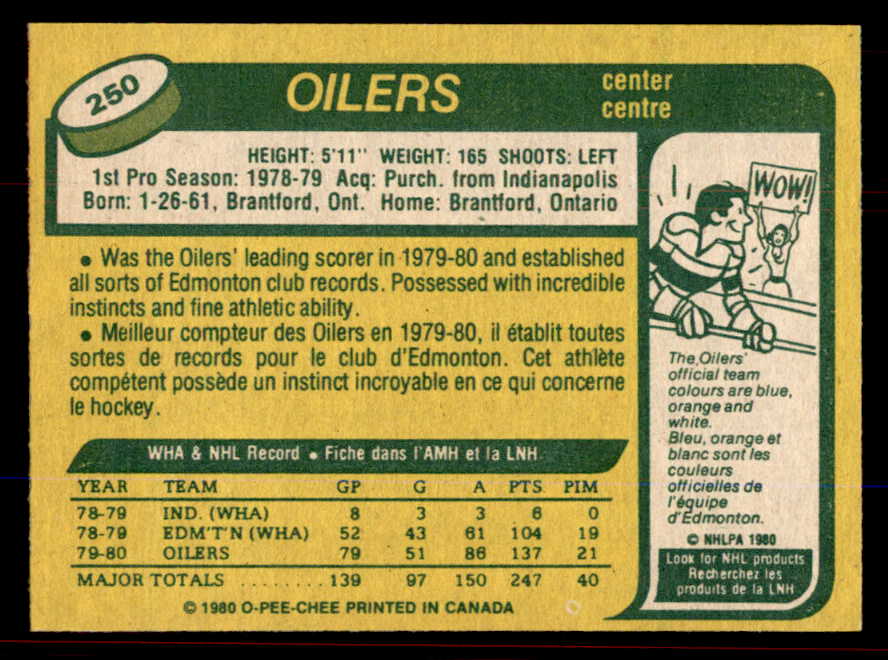 250
OILERS
center
centre
HEIGHT: 5'11" WEIGHT: 165 SHOOTS: LEFT
1st Pro Season: 1978-79 Acq: Purch. from Indianapolis
Born: 1-26-61, Brantford, Ont. Home: Brantford, Ontario
● Was the Oilers' leading scorer in 1979-80 and established
all sorts of Edmonton club records. Possessed with incredible
instincts and fine athletic ability.
● Meilleur compteur des Oilers en 1979-80, il établit toutes
sortes de records pour le club d'Edmonton. Cet athlète
compétent possède un instinct incroyable en ce qui concerne
le hockey.
WHA & NHL Record ● Fiche dans l'AMH et la LNH
YEAR TEAM GP G A PTS PIM
78-79 IND. (WHA) 8 3 3 6 0
78-79 EDM'T'N (WHA) 52 43 61 104 19
79-80 OILERS 79 51 86 137 21
MAJOR TOTALS ........ 139 97 150 247 40
© 1980 O-PEE-CHEE PRINTED IN CANADA
WOW!
The Oilers'
official team
colours are blue,
orange and
white.
Bleu, orange et
blanc sont les
couleurs
officielles de
l'équipe
d'Edmonton.
© NHLPA 1980
Look for NHL products
Recherchez les
produits de la LNH